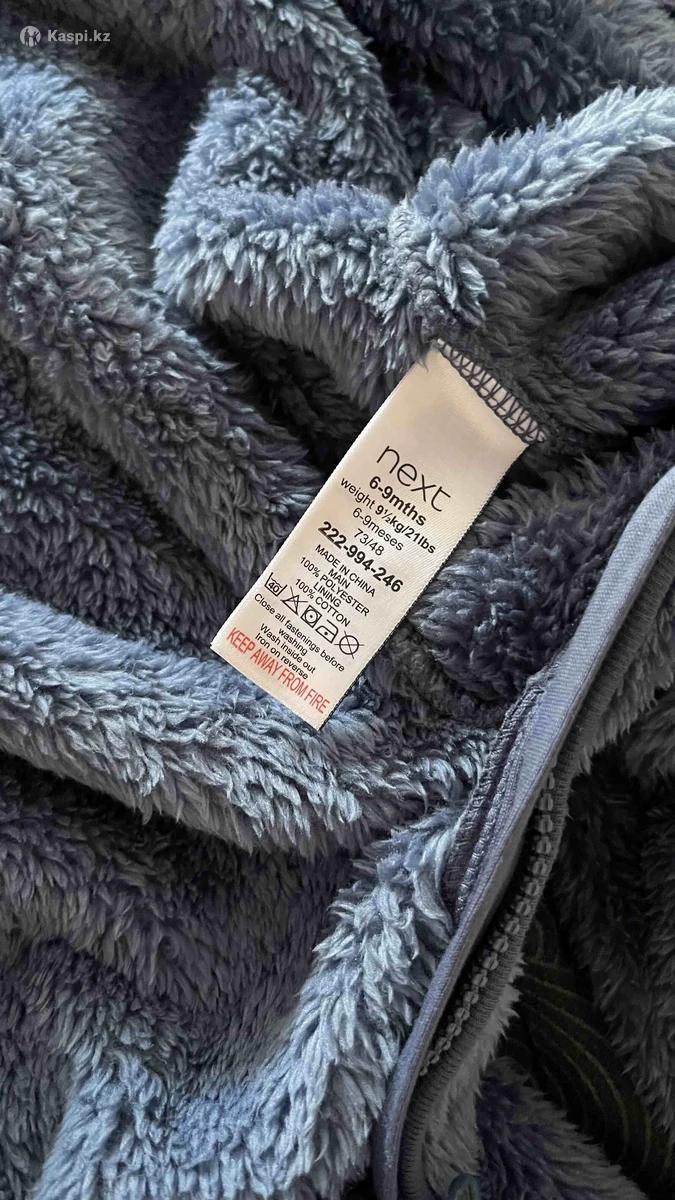 Kaspi.kz
next
6-9mths
weight 9½kg/21lbs
6-9meses
73/48
222-994-246
MADE IN CHINA
MAIN
100% POLYESTER
LINING
100% COTTON
40
Close all fastenings before
washing
Wash inside out
Iron on reverse
KEEP AWAY FROM FIRE